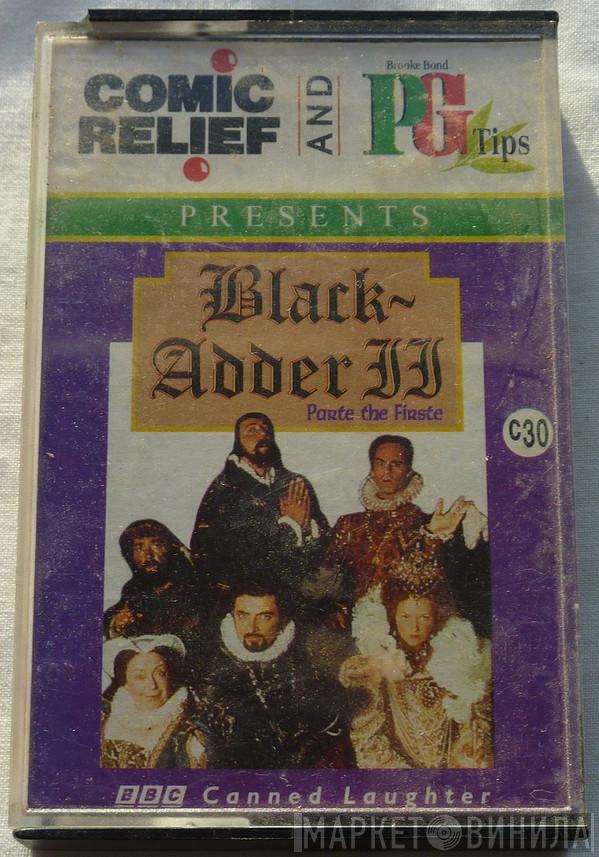 COMIC
RELIEF
AND
Brooke Bond
PG Tips
PRESENTS
Black~
Adder II
Parte the Firste
C30
BBC Canned Laughter
МАРКЕТ ВИНИЛА